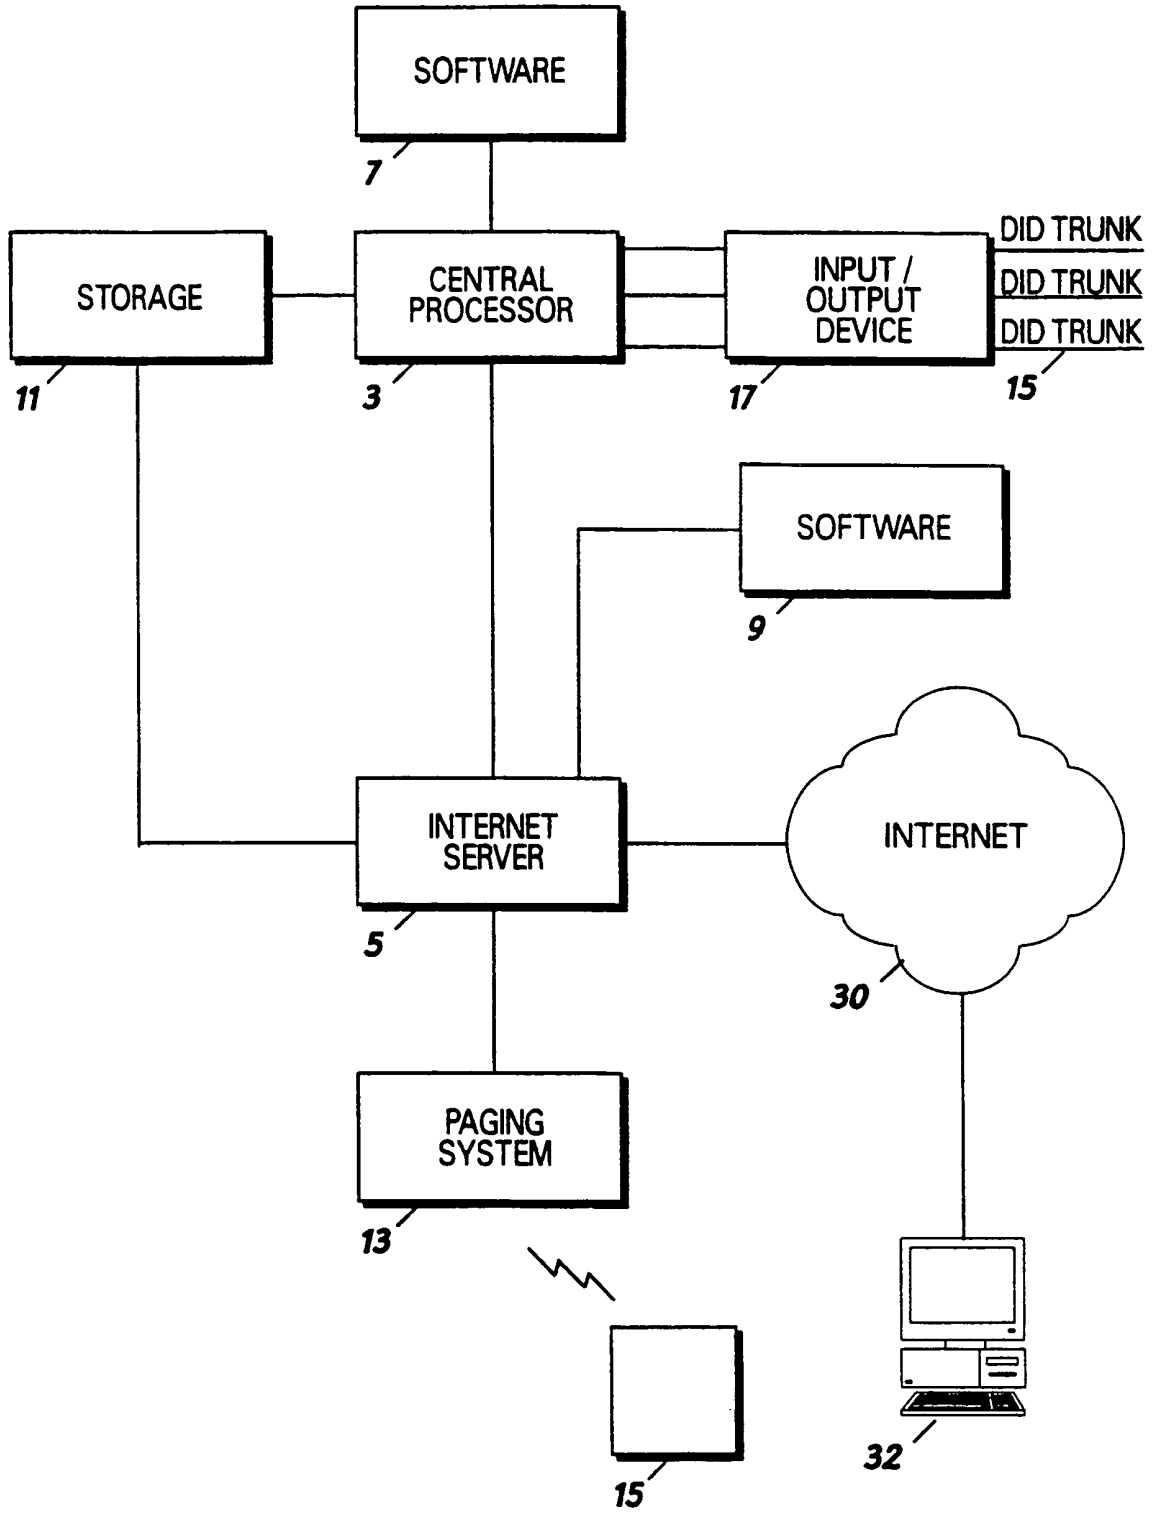 SOFTWARE
7
STORAGE
11
CENTRAL
PROCESSOR
3
INPUT /
OUTPUT
DEVICE
17
DID TRUNK
DID TRUNK
DID TRUNK
15
SOFTWARE
9
INTERNET
SERVER
5
INTERNET
30
PAGING
SYSTEM
13
15
32